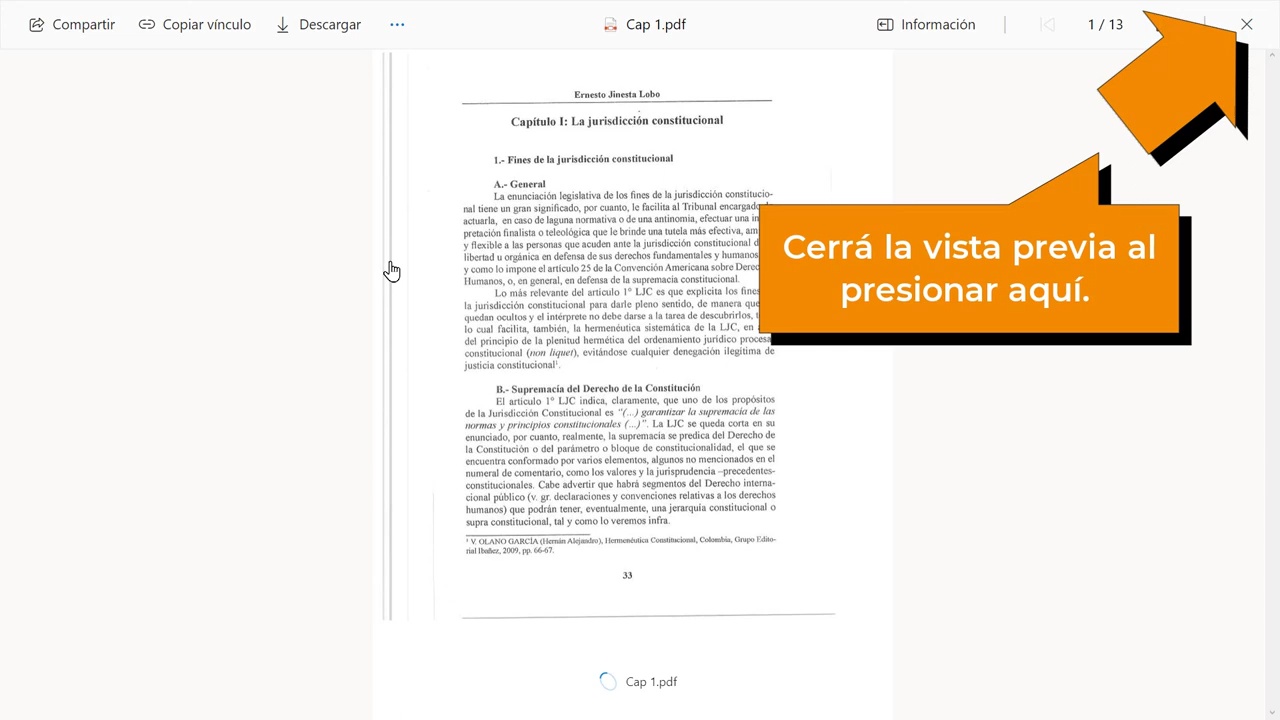 Compartir Copiar vínculo Descargar ... Cap 1.pdf Información 1 / 13
Ernesto Jinesta Lobo
Capítulo I: La jurisdicción constitucional
1.- Fines de la jurisdicción constitucional
A.- General
La enunciación legislativa de los fines de la jurisdicción constitucio-
nal tiene un gran significado, por cuanto, le facilita al Tribunal encargado
actuarla, en caso de laguna normativa o de una antinomia, efectuar una
pretación finalista o teleológica que le brinde una tutela más efectiva,
y flexible a las personas que acuden ante la jurisdicción constitucional
libertad u orgánica en defensa de sus derechos fundamentales y humanos
y como lo impone el artículo 25 de la Convención Americana sobre
Humanos, o, en general, en defensa de la supremacía constitucional.
Lo más relevante del artículo 1° LJC es que explicita los fines
la jurisdicción constitucional para darle pleno sentido, de manera que
quedan ocultos y el intérprete no debe darse a la tarea de descubrirlos,
lo cual facilita, también, la hermenéutica sistemática de la LJC, en
del principio de la plenitud hermética del ordenamiento jurídico
constitucional (non liquet), evitándose cualquier denegación ilegítima de
justicia constitucional¹.
B.- Supremacía del Derecho de la Constitución
El artículo 1° LJC indica, claramente, que uno de los propósitos
de la Jurisdicción Constitucional es "(...) garantizar la supremacía de las
normas y principios constitucionales (...)". La LJC se queda corta en su
enunciado, por cuanto, realmente, la supremacía se predica del Derecho de
la Constitución o del parámetro o bloque de constitucionalidad, el que se
encuentra conformado por varios elementos, algunos no mencionados en el
numeral de comentario, como los valores y la jurisprudencia –precedentes-
constitucionales. Cabe advertir que habrá segmentos del Derecho interna-
cional público (v. gr. declaraciones y convenciones relativas a los derechos
humanos) que podrán tener, eventualmente, una jerarquía constitucional o
supra constitucional, tal y como lo veremos infra.
¹ V. OLANO GARCÍA (Hernán Alejandro), Hermenéutica Constitucional, Colombia, Grupo Edito-
rial Ibañez, 2009, pp. 66-67.
33
Cap 1.pdf
Cerrá la vista previa al
presionar aquí.